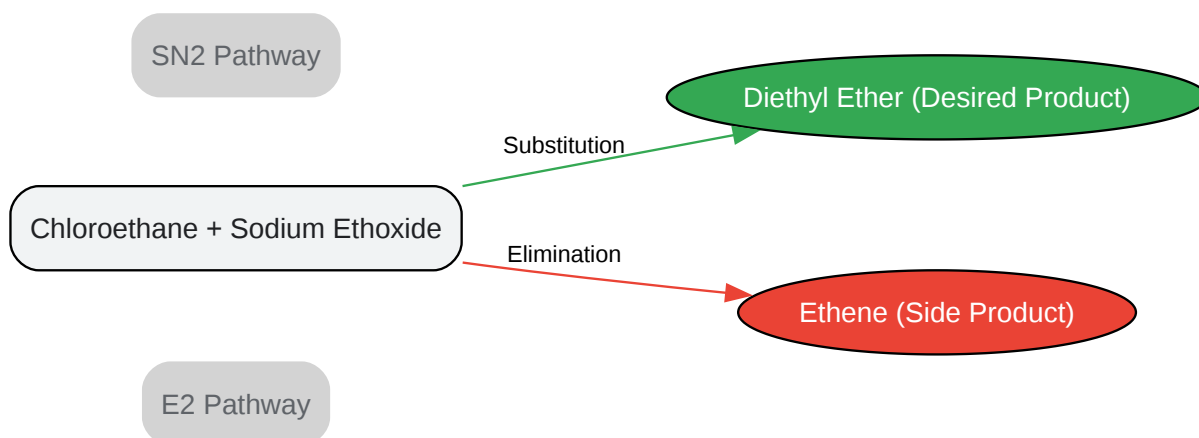 SN2 Pathway
Diethyl Ether (Desired Product)
Substitution
Chloroethane + Sodium Ethoxide
Elimination
Ethene (Side Product)
E2 Pathway